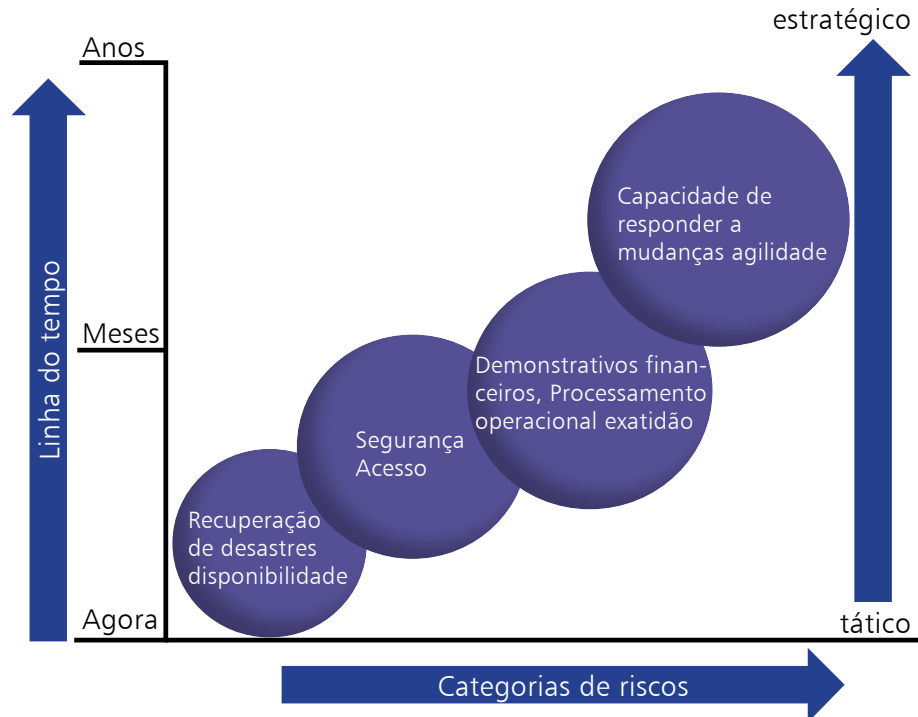 estratégico
Anos
Capacidade de
responder a
mudanças agilidade
Linha do tempo
Meses
Demonstrativos finan-
ceiros, Processamento
operacional exatidão
Segurança
Acesso
Recuperação
de desastres
disponibilidade
Agora
tático
Categorias de riscos